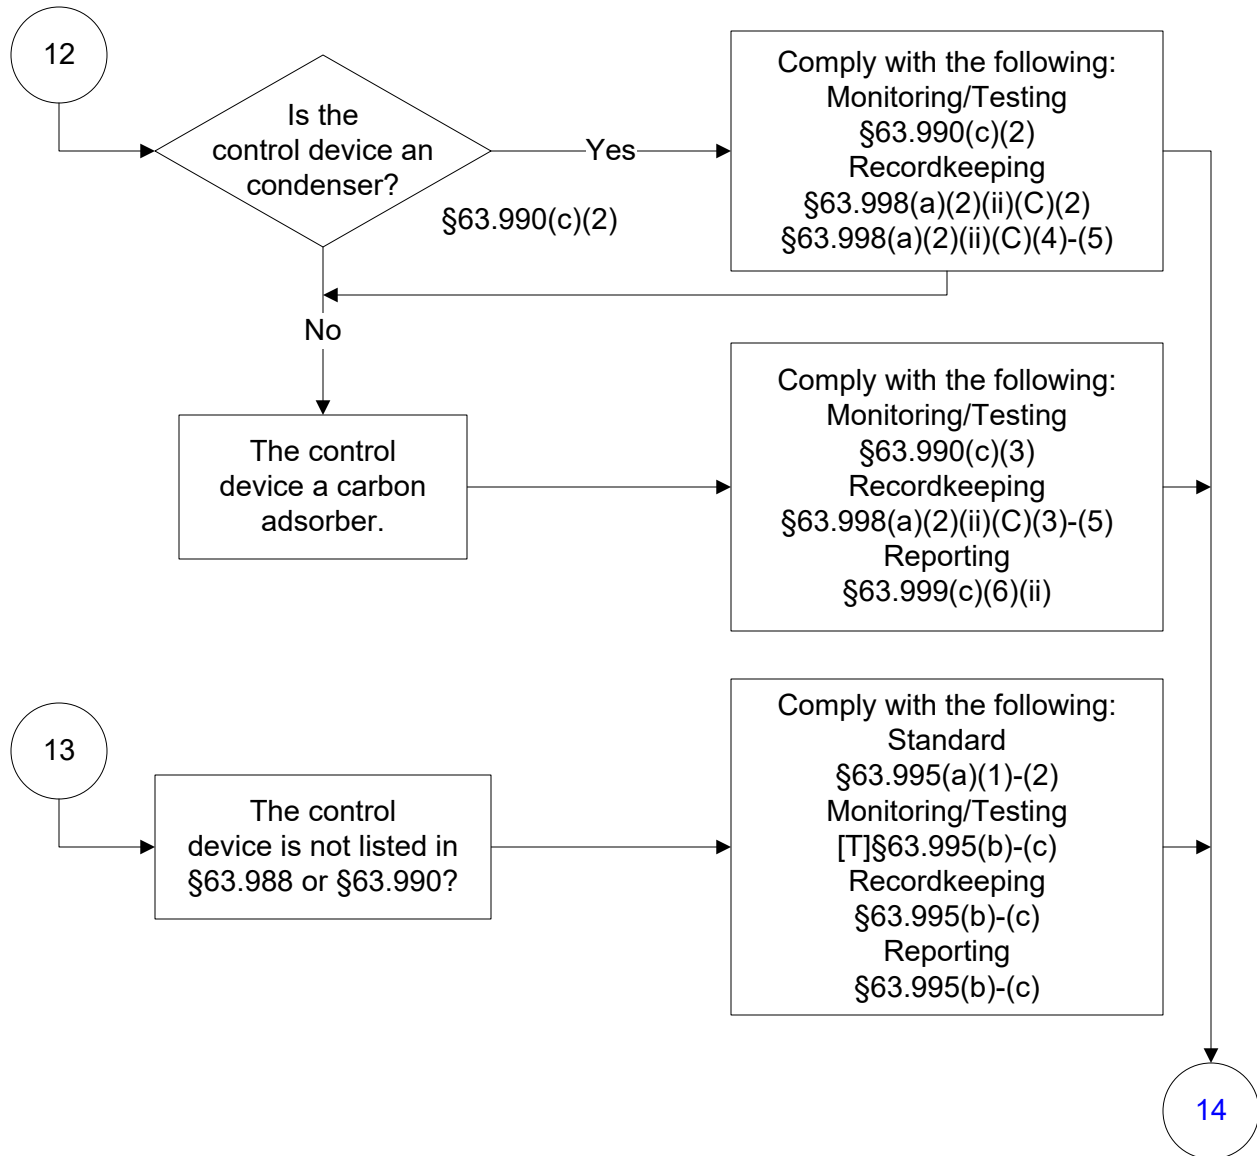 12
Is the
control device an
condenser?
Yes
§63.990(c)(2)
Comply with the following:
Monitoring/Testing
§63.990(c)(2)
Recordkeeping
§63.998(a)(2)(ii)(C)(2)
§63.998(a)(2)(ii)(C)(4)-(5)
No
The control
device a carbon
adsorber.
Comply with the following:
Monitoring/Testing
§63.990(c)(3)
Recordkeeping
§63.998(a)(2)(ii)(C)(3)-(5)
Reporting
§63.999(c)(6)(ii)
13
The control
device is not listed in
§63.988 or §63.990?
Comply with the following:
Standard
§63.995(a)(1)-(2)
Monitoring/Testing
[T]§63.995(b)-(c)
Recordkeeping
§63.995(b)-(c)
Reporting
§63.995(b)-(c)
14